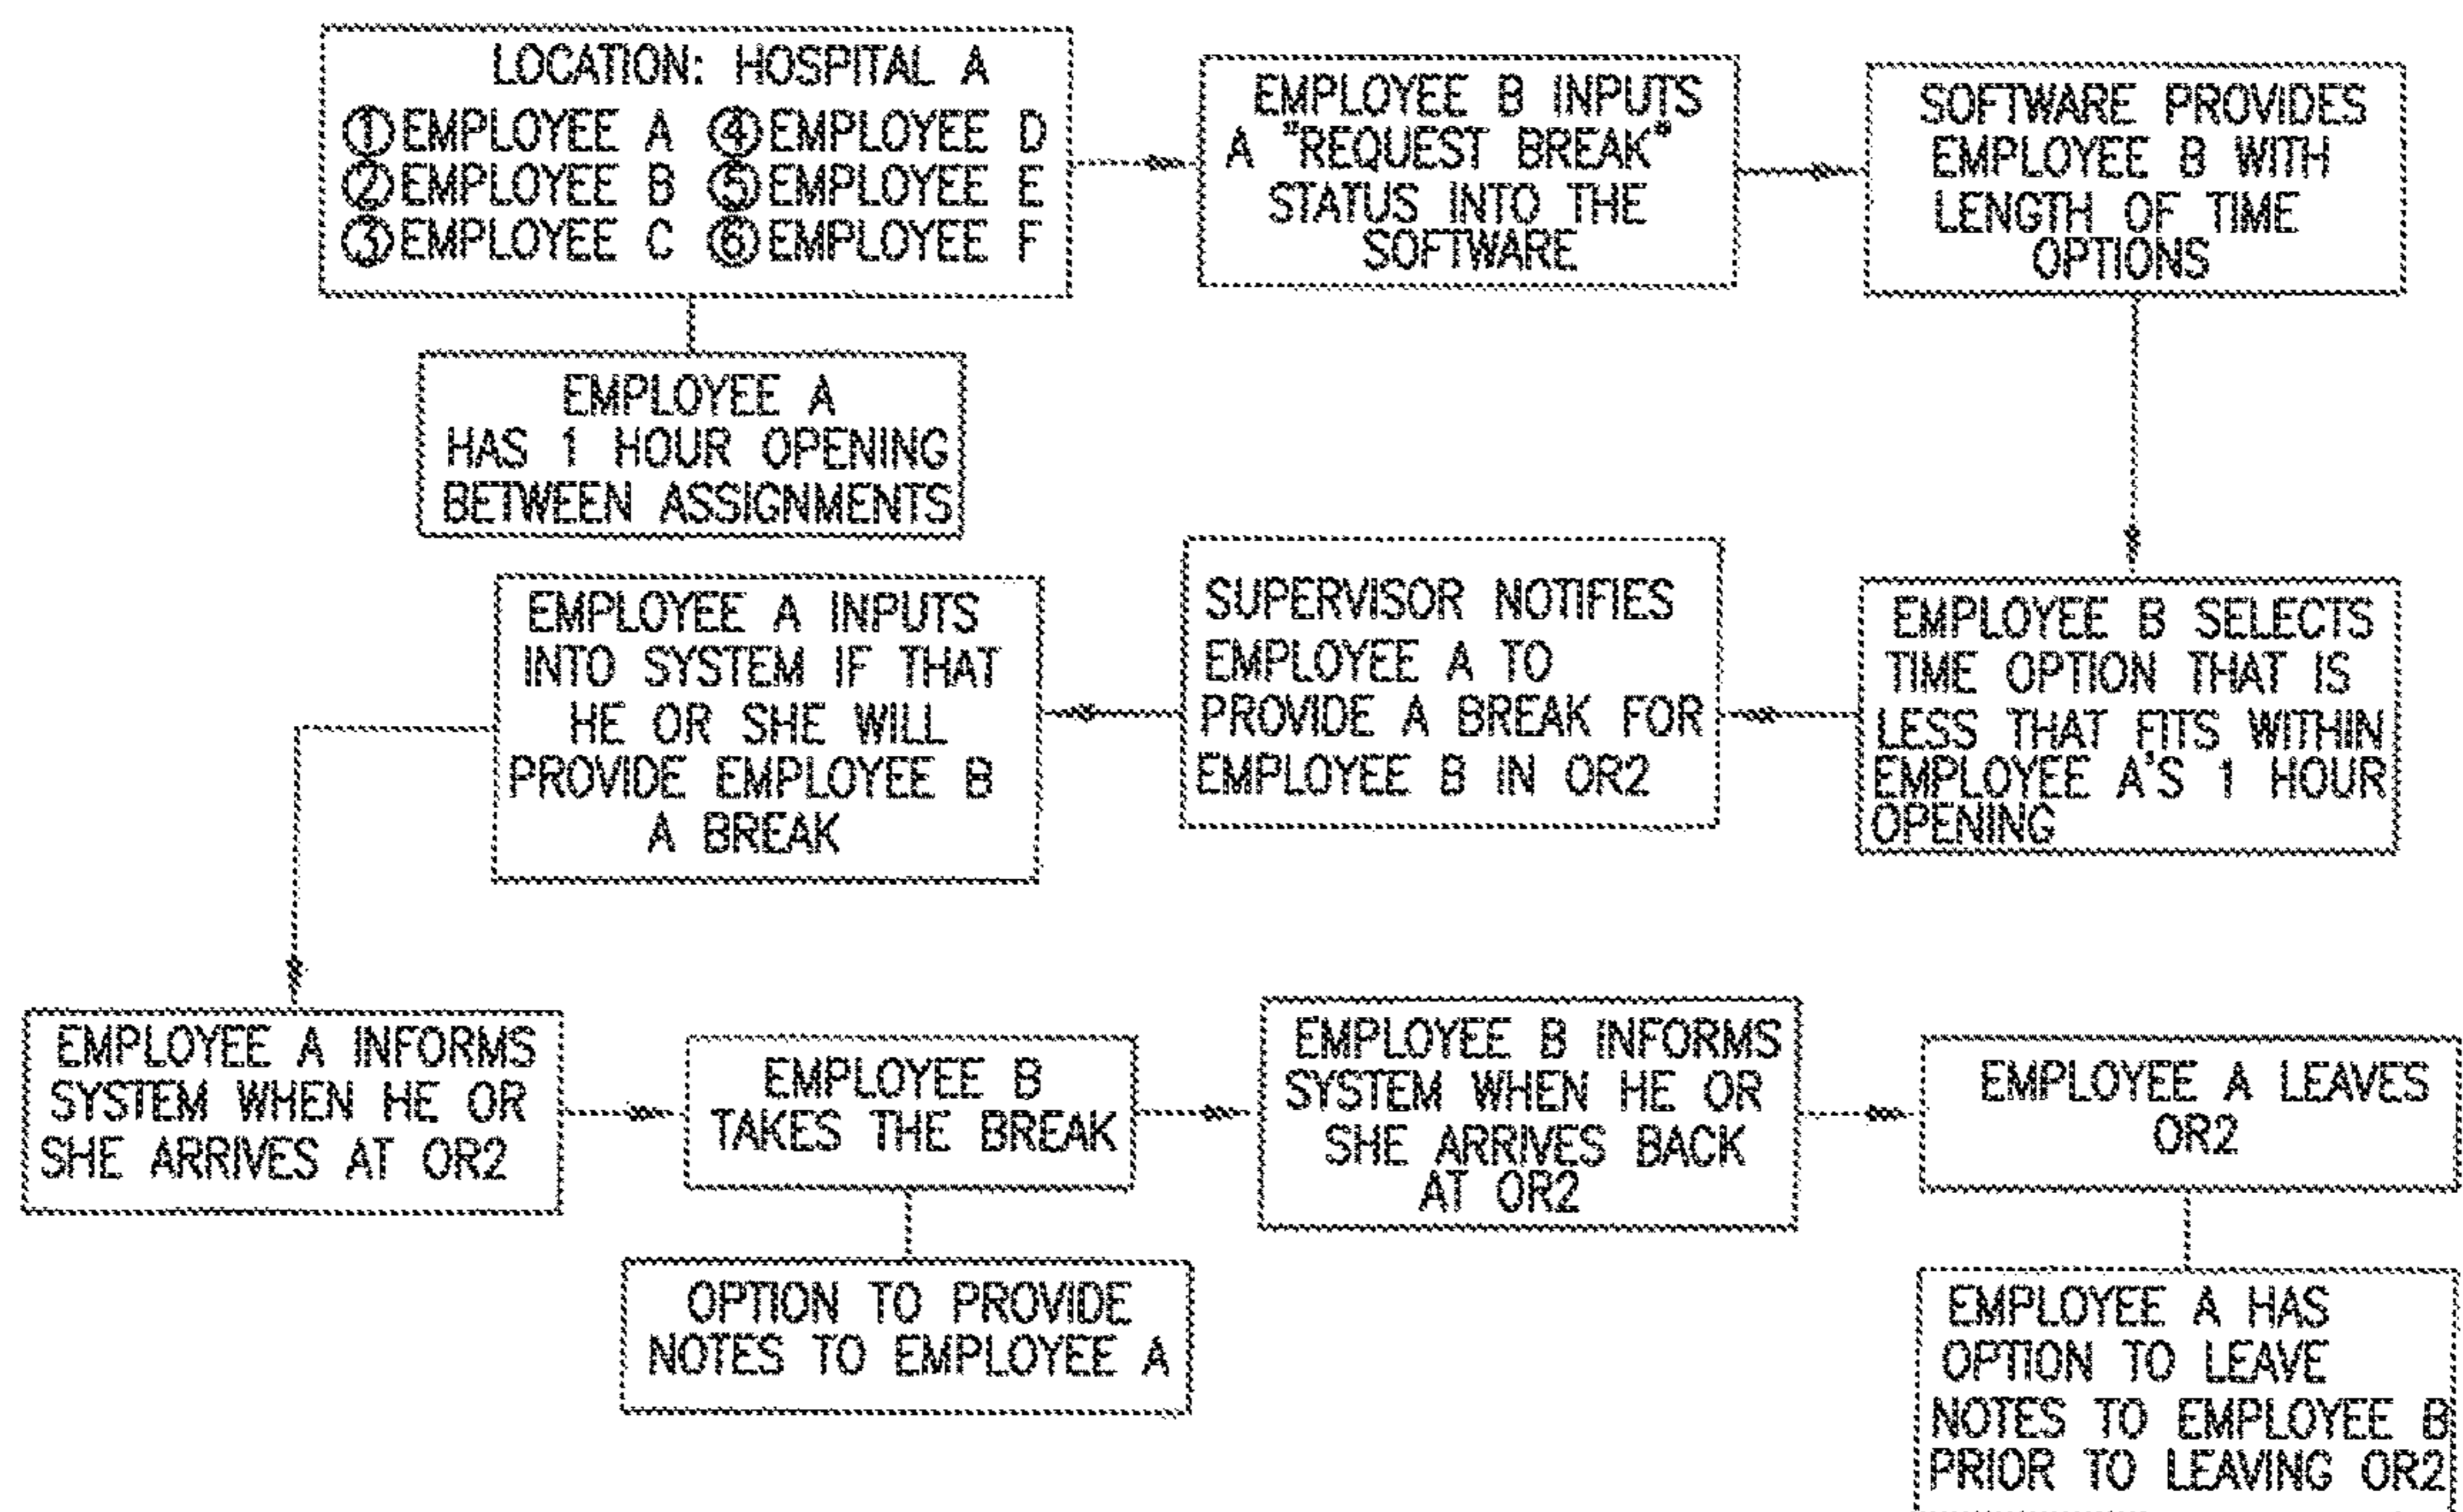 LOCATION: HOSPITAL A
①EMPLOYEE A ④EMPLOYEE D
②EMPLOYEE B ⑤EMPLOYEE E
③EMPLOYEE C ⑥EMPLOYEE F
EMPLOYEE A
HAS 1 HOUR OPENING
BETWEEN ASSIGNMENTS
EMPLOYEE B INPUTS
A "REQUEST BREAK"
STATUS INTO THE
SOFTWARE
SOFTWARE PROVIDES
EMPLOYEE B WITH
LENGTH OF TIME
OPTIONS
EMPLOYEE B SELECTS
TIME OPTION THAT IS
LESS THAT FITS WITHIN
EMPLOYEE A'S 1 HOUR
OPENING
SUPERVISOR NOTIFIES
EMPLOYEE A TO
PROVIDE A BREAK FOR
EMPLOYEE B IN OR2
EMPLOYEE A INPUTS
INTO SYSTEM IF THAT
HE OR SHE WILL
PROVIDE EMPLOYEE B
A BREAK
EMPLOYEE A INFORMS
SYSTEM WHEN HE OR
SHE ARRIVES AT OR2
EMPLOYEE B
TAKES THE BREAK
OPTION TO PROVIDE
NOTES TO EMPLOYEE A
EMPLOYEE B INFORMS
SYSTEM WHEN HE OR
SHE ARRIVES BACK
AT OR2
EMPLOYEE A LEAVES
OR2
EMPLOYEE A HAS
OPTION TO LEAVE
NOTES TO EMPLOYEE B
PRIOR TO LEAVING OR2